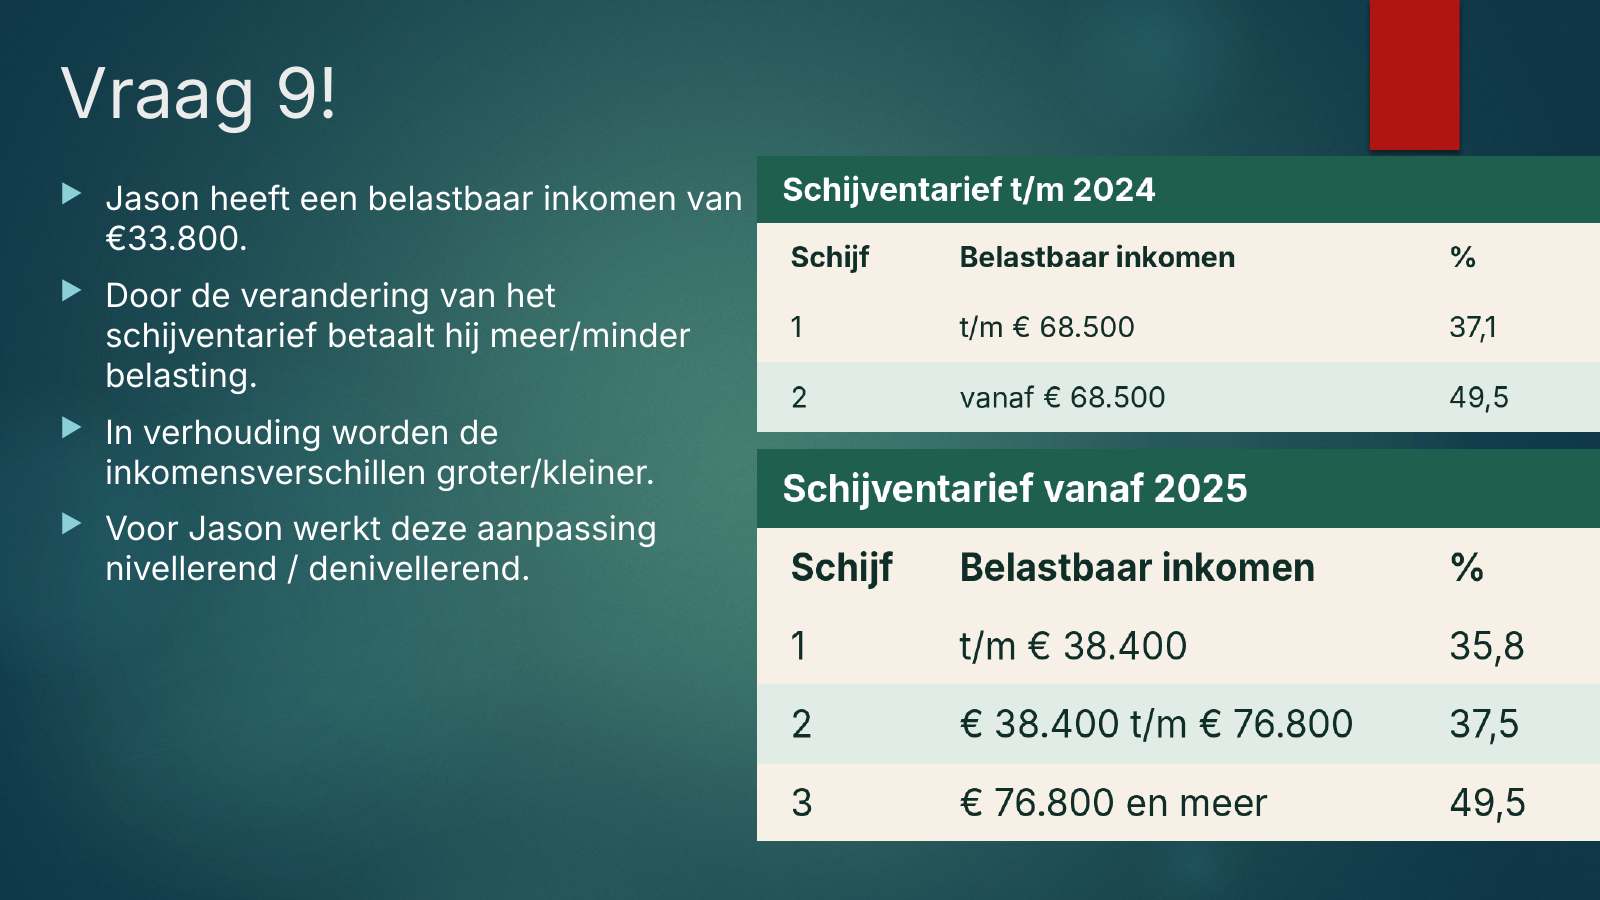 Vraag 9!
Jason heeft een belastbaar inkomen van
€33.800.
Door de verandering van het
schijventarief betaalt hij meer/minder
belasting.
In verhouding worden de
inkomensverschillen groter/kleiner.
Voor Jason werkt deze aanpassing
nivellerend / denivellerend.
Schijventarief t/m 2024
Schijf Belastbaar inkomen %
1 t/m € 68.500 37,1
2 vanaf € 68.500 49,5
Schijventarief vanaf 2025
Schijf Belastbaar inkomen %
1 t/m € 38.400 35,8
2 € 38.400 t/m € 76.800 37,5
3 € 76.800 en meer 49,5